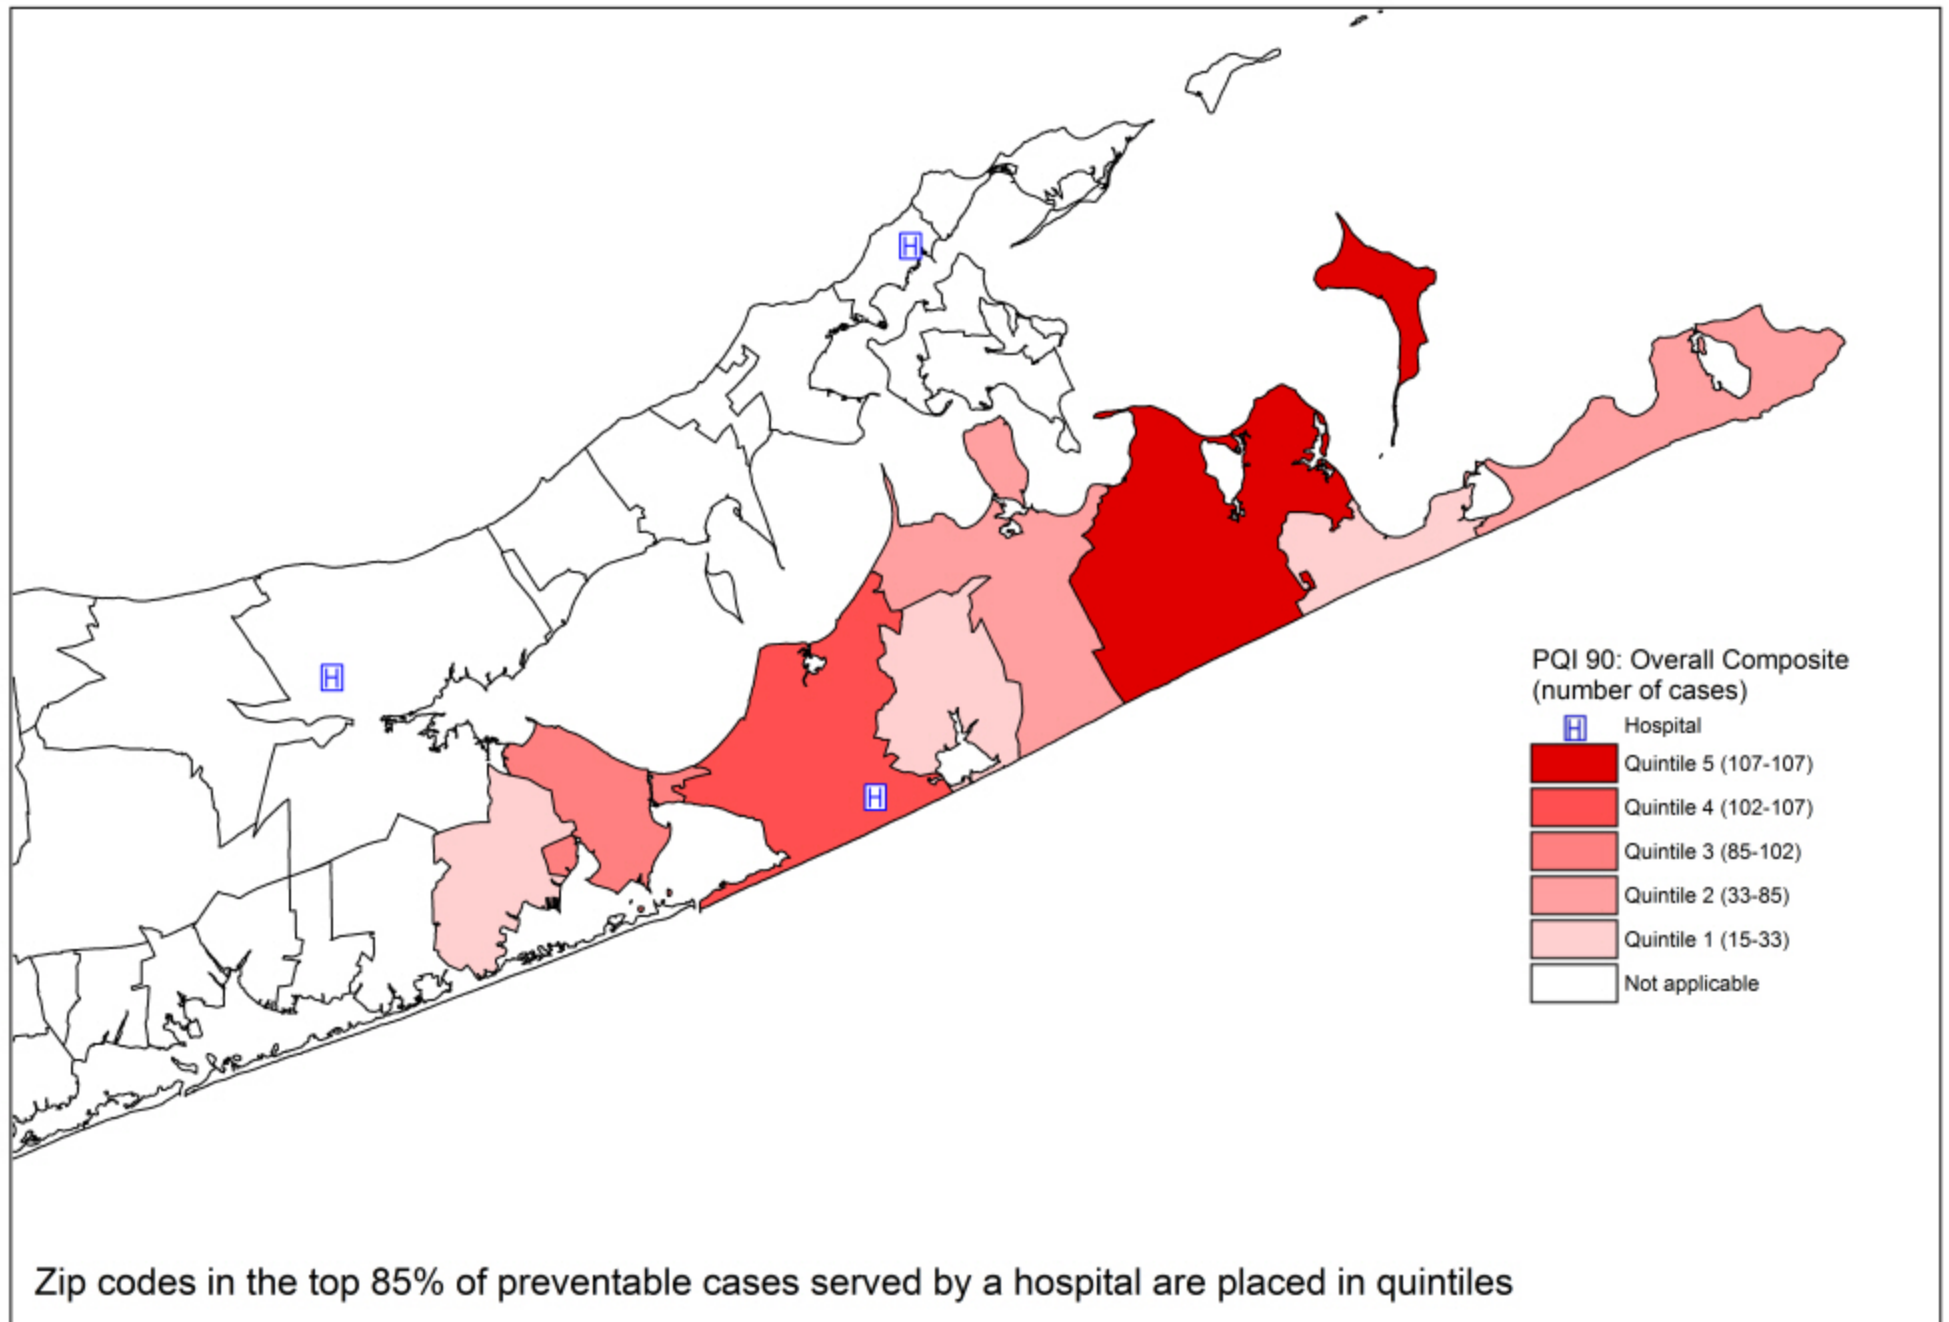 H
H
H
PQI 90: Overall Composite
(number of cases)
H Hospital
Quintile 5 (107-107)
Quintile 4 (102-107)
Quintile 3 (85-102)
Quintile 2 (33-85)
Quintile 1 (15-33)
Not applicable
Zip codes in the top 85% of preventable cases served by a hospital are placed in quintiles